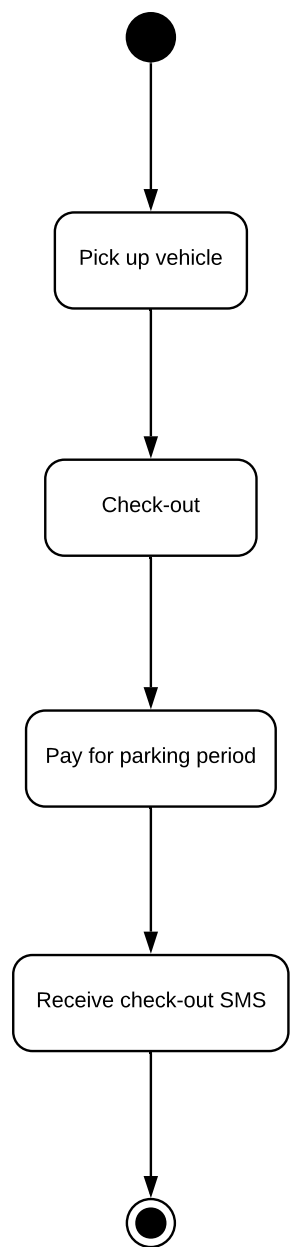 Pick up vehicle
Check-out
Pay for parking period
Receive check-out SMS